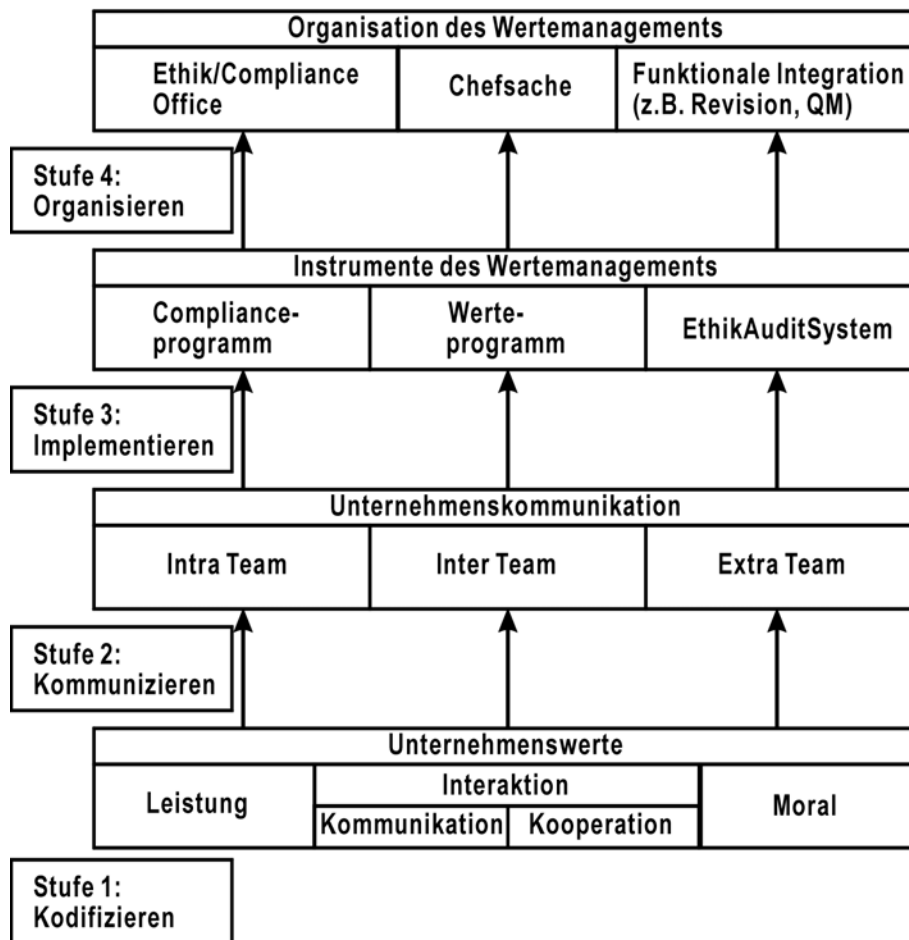 Organisation des Wertemanagements
Ethik/Compliance
Office
Chefsache
Funktionale Integration
(z.B. Revision, QM)
Stufe 4:
Organisieren
Instrumente des Wertemanagements
Compliance-
programm
Werte-
programm
EthikAuditSystem
Stufe 3:
Implementieren
Unternehmenskommunikation
Intra Team
Inter Team
Extra Team
Stufe 2:
Kommunizieren
Unternehmenswerte
Leistung
Interaktion
Kommunikation
Kooperation
Moral
Stufe 1:
Kodifizieren